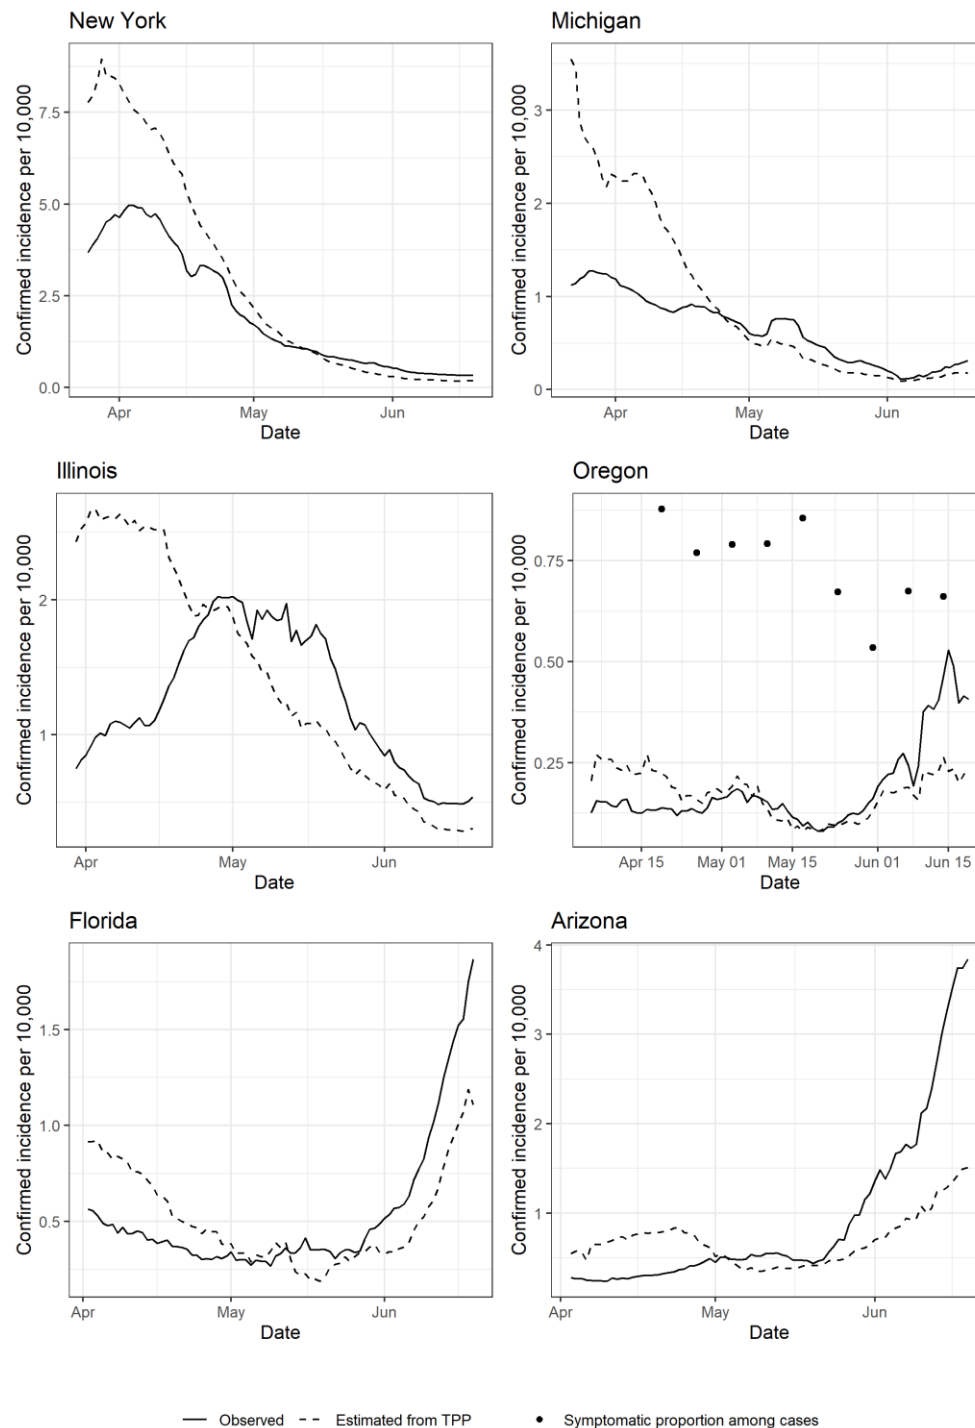 New York
Confirmed incidence per 10,000
7.5
5.0
2.5
0.0
Apr May Jun
Date
Michigan
Confirmed incidence per 10,000
3
2
1
0
Apr May Jun
Date
Illinois
Confirmed incidence per 10,000
2
1
Apr May Jun
Date
Oregon
Confirmed incidence per 10,000
0.75
0.50
0.25
Apr 15 May 01 May 15 Jun 01 Jun 15
Date
Florida
Confirmed incidence per 10,000
1.5
1.0
0.5
Apr May Jun
Date
Arizona
Confirmed incidence per 10,000
4
3
2
1
Apr May Jun
Date
Observed Estimated from TPP Symptomatic proportion among cases